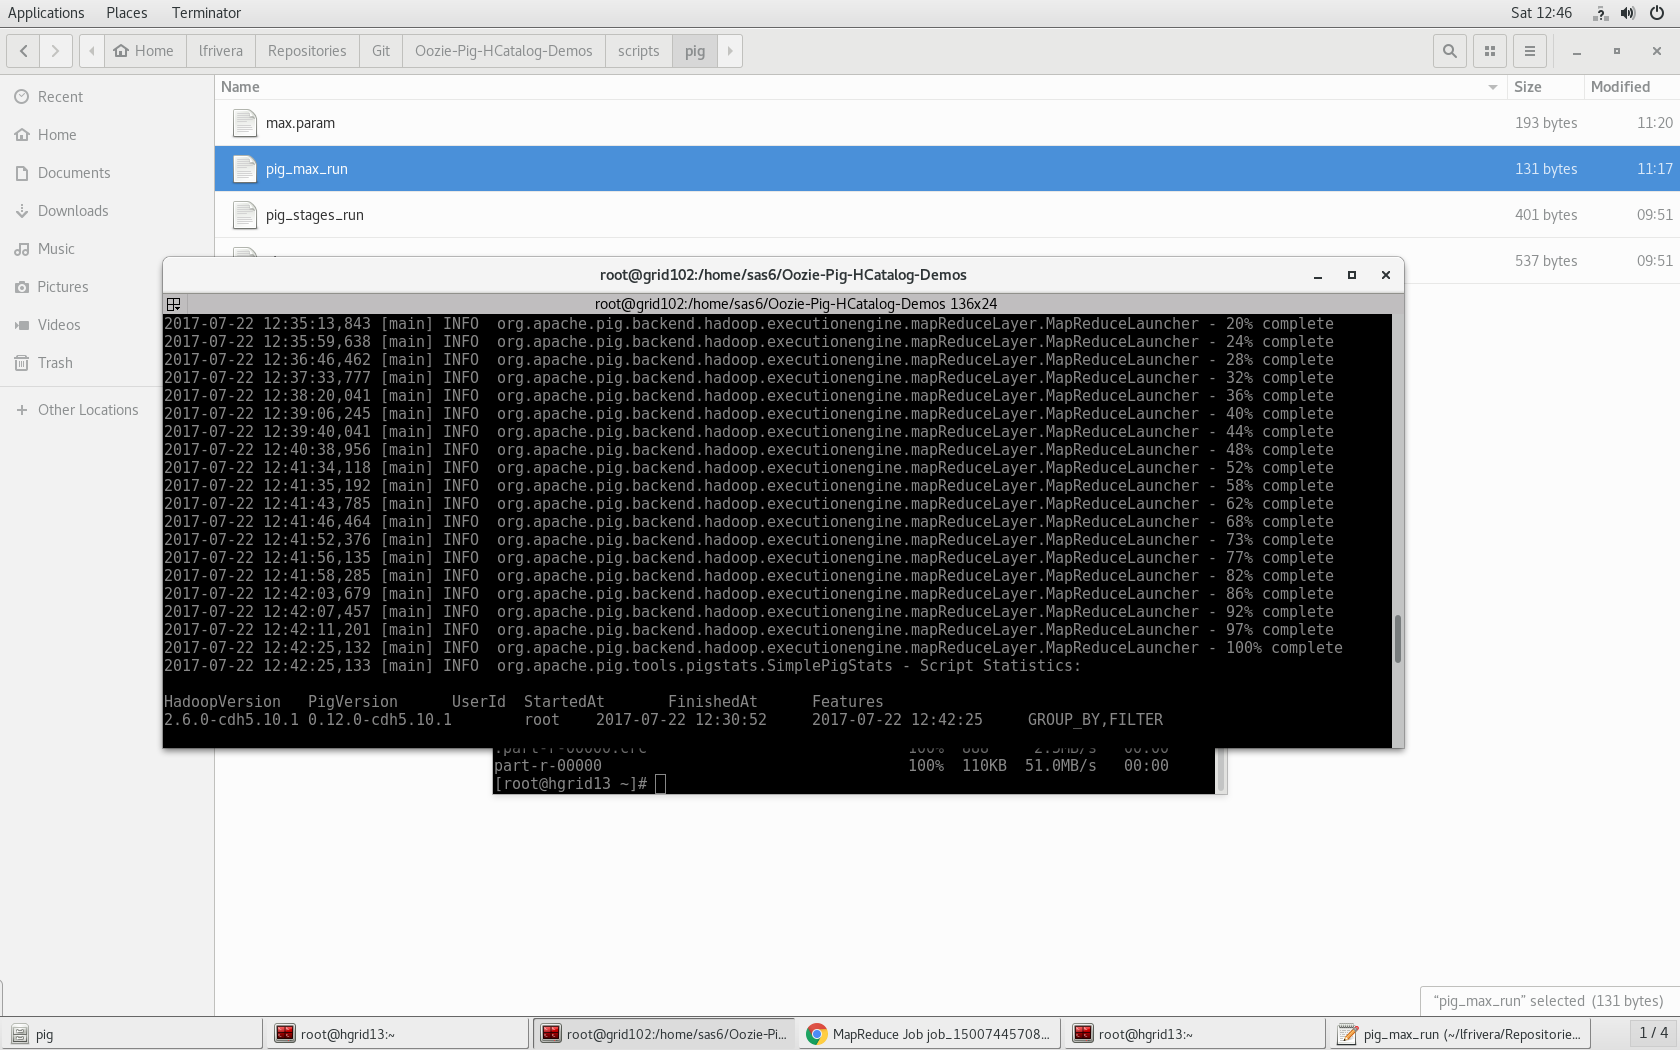 Applications Places Terminator Sat 12:46
Home lfrivera Repositories Git Oozie-Pig-HCatalog-Demos scripts pig
Name Size Modified
Recent
Home
Documents
Downloads
Music
Pictures
Videos
Trash
Other Locations
max.param 193 bytes 11:20
pig_max_run 131 bytes 11:17
pig_stages_run 401 bytes 09:51
537 bytes 09:51
root@grid102:/home/sas6/Oozie-Pig-HCatalog-Demos
root@grid102:/home/sas6/Oozie-Pig-HCatalog-Demos 136x24
2017-07-22 12:35:13,843 [main] INFO  org.apache.pig.backend.hadoop.executionengine.mapReduceLayer.MapReduceLauncher - 20% complete
2017-07-22 12:35:59,638 [main] INFO  org.apache.pig.backend.hadoop.executionengine.mapReduceLayer.MapReduceLauncher - 24% complete
2017-07-22 12:36:46,462 [main] INFO  org.apache.pig.backend.hadoop.executionengine.mapReduceLayer.MapReduceLauncher - 28% complete
2017-07-22 12:37:33,777 [main] INFO  org.apache.pig.backend.hadoop.executionengine.mapReduceLayer.MapReduceLauncher - 32% complete
2017-07-22 12:38:20,041 [main] INFO  org.apache.pig.backend.hadoop.executionengine.mapReduceLayer.MapReduceLauncher - 36% complete
2017-07-22 12:39:06,245 [main] INFO  org.apache.pig.backend.hadoop.executionengine.mapReduceLayer.MapReduceLauncher - 40% complete
2017-07-22 12:39:40,041 [main] INFO  org.apache.pig.backend.hadoop.executionengine.mapReduceLayer.MapReduceLauncher - 44% complete
2017-07-22 12:40:38,956 [main] INFO  org.apache.pig.backend.hadoop.executionengine.mapReduceLayer.MapReduceLauncher - 48% complete
2017-07-22 12:41:34,118 [main] INFO  org.apache.pig.backend.hadoop.executionengine.mapReduceLayer.MapReduceLauncher - 52% complete
2017-07-22 12:41:35,192 [main] INFO  org.apache.pig.backend.hadoop.executionengine.mapReduceLayer.MapReduceLauncher - 58% complete
2017-07-22 12:41:43,785 [main] INFO  org.apache.pig.backend.hadoop.executionengine.mapReduceLayer.MapReduceLauncher - 62% complete
2017-07-22 12:41:46,464 [main] INFO  org.apache.pig.backend.hadoop.executionengine.mapReduceLayer.MapReduceLauncher - 68% complete
2017-07-22 12:41:52,376 [main] INFO  org.apache.pig.backend.hadoop.executionengine.mapReduceLayer.MapReduceLauncher - 73% complete
2017-07-22 12:41:56,135 [main] INFO  org.apache.pig.backend.hadoop.executionengine.mapReduceLayer.MapReduceLauncher - 77% complete
2017-07-22 12:41:58,285 [main] INFO  org.apache.pig.backend.hadoop.executionengine.mapReduceLayer.MapReduceLauncher - 82% complete
2017-07-22 12:42:03,679 [main] INFO  org.apache.pig.backend.hadoop.executionengine.mapReduceLayer.MapReduceLauncher - 86% complete
2017-07-22 12:42:07,457 [main] INFO  org.apache.pig.backend.hadoop.executionengine.mapReduceLayer.MapReduceLauncher - 92% complete
2017-07-22 12:42:11,201 [main] INFO  org.apache.pig.backend.hadoop.executionengine.mapReduceLayer.MapReduceLauncher - 97% complete
2017-07-22 12:42:25,132 [main] INFO  org.apache.pig.backend.hadoop.executionengine.mapReduceLayer.MapReduceLauncher - 100% complete
2017-07-22 12:42:25,133 [main] INFO  org.apache.pig.tools.pigstats.SimplePigStats - Script Statistics:
HadoopVersion PigVersion UserId StartedAt FinishedAt Features
2.6.0-cdh5.10.1 0.12.0-cdh5.10.1 root 2017-07-22 12:30:52 2017-07-22 12:42:25 GROUP_BY,FILTER
.part-r-00000.crc 100% 888 2.3MB/s 00:00
part-r-00000 100% 110KB 51.0MB/s 00:00
[root@hgrid13 ~]#
"pig_max_run" selected (131 bytes)
pig root@hgrid13:~ root@grid102:/home/sas6/Oozie-Pi... MapReduce Job job_15007445708... root@hgrid13:~ pig_max_run (~/lfrivera/Repositorie... 1 / 4